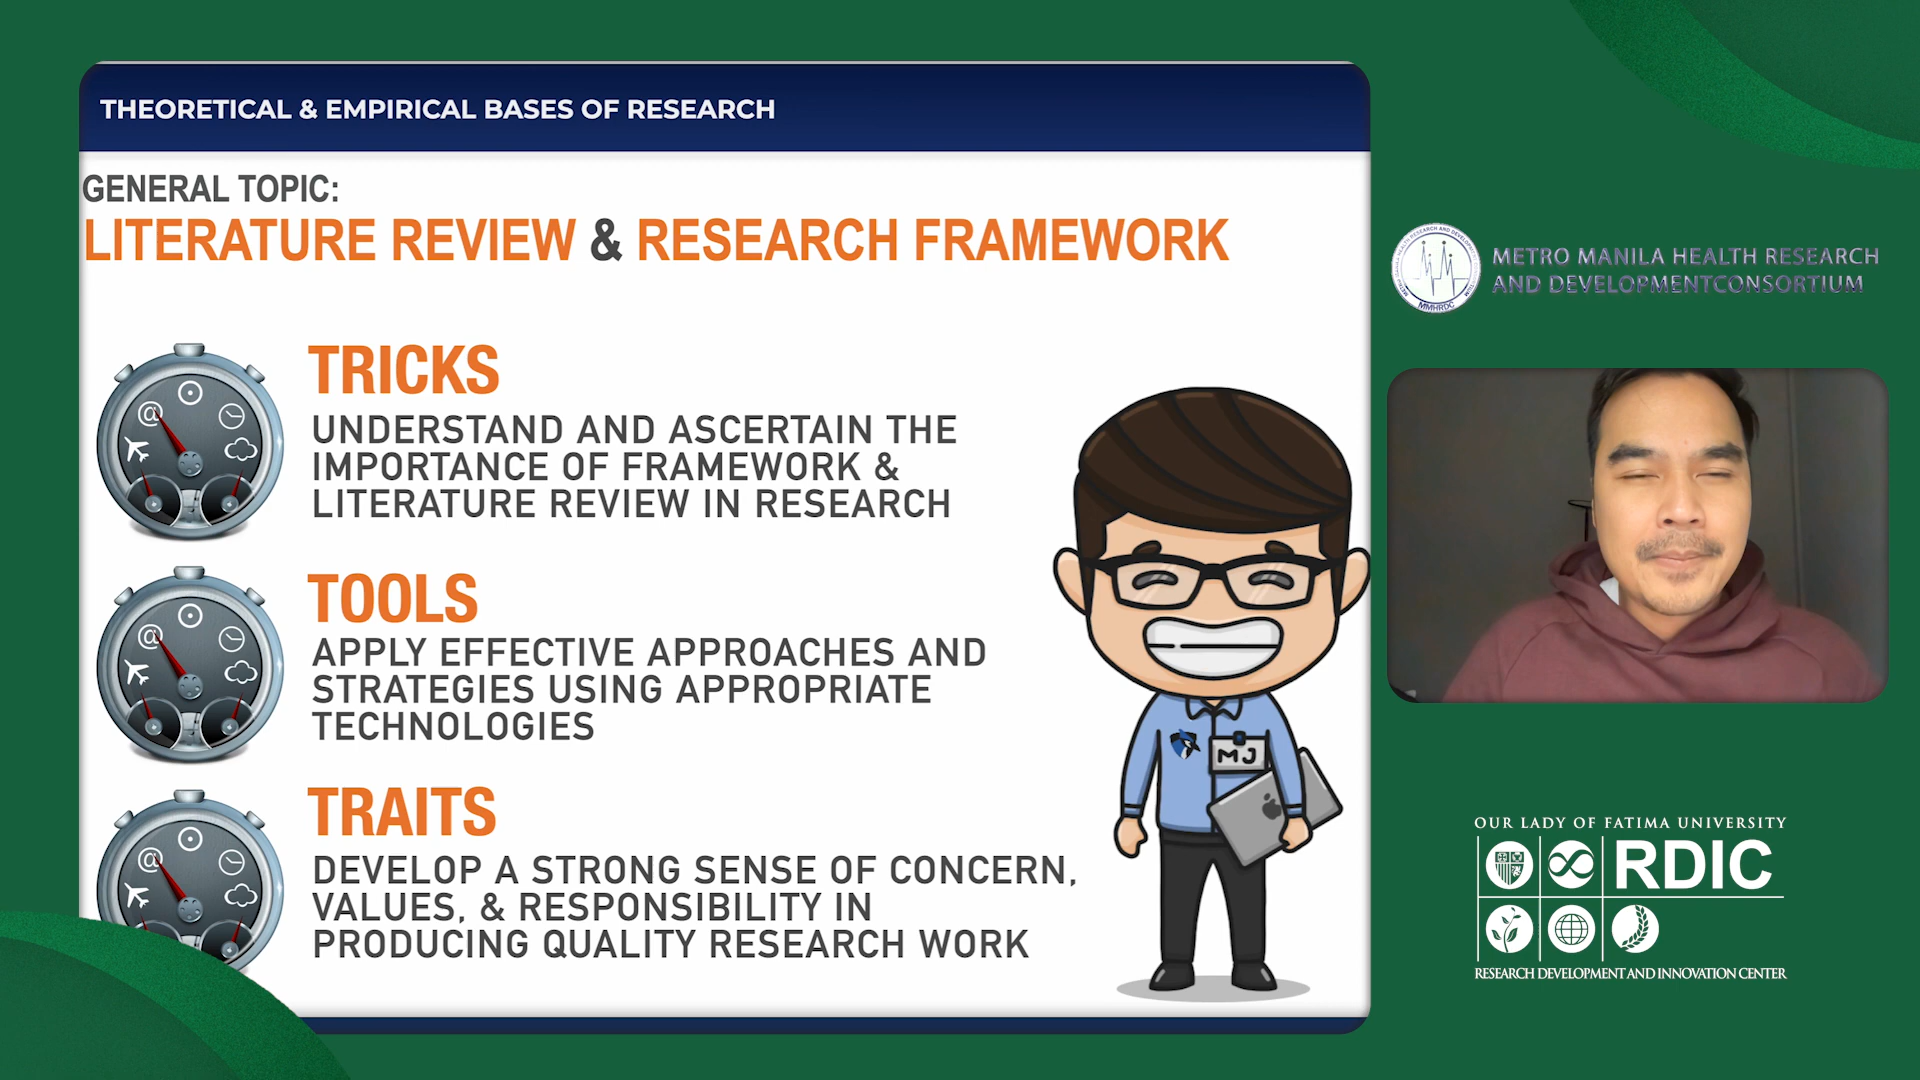 THEORETICAL & EMPIRICAL BASES OF RESEARCH
GENERAL TOPIC:
LITERATURE REVIEW & RESEARCH FRAMEWORK
TRICKS
UNDERSTAND AND ASCERTAIN THE
IMPORTANCE OF FRAMEWORK &
LITERATURE REVIEW IN RESEARCH
TOOLS
APPLY EFFECTIVE APPROACHES AND
STRATEGIES USING APPROPRIATE
TECHNOLOGIES
TRAITS
DEVELOP A STRONG SENSE OF CONCERN,
VALUES, & RESPONSIBILITY IN
PRODUCING QUALITY RESEARCH WORK
MJ
METRO MANILA HEALTH RESEARCH
AND DEVELOPMENTCONSORTIUM
MMHRDC
OUR LADY OF FATIMA UNIVERSITY
RDIC
RESEARCH DEVELOPMENT AND INNOVATION CENTER